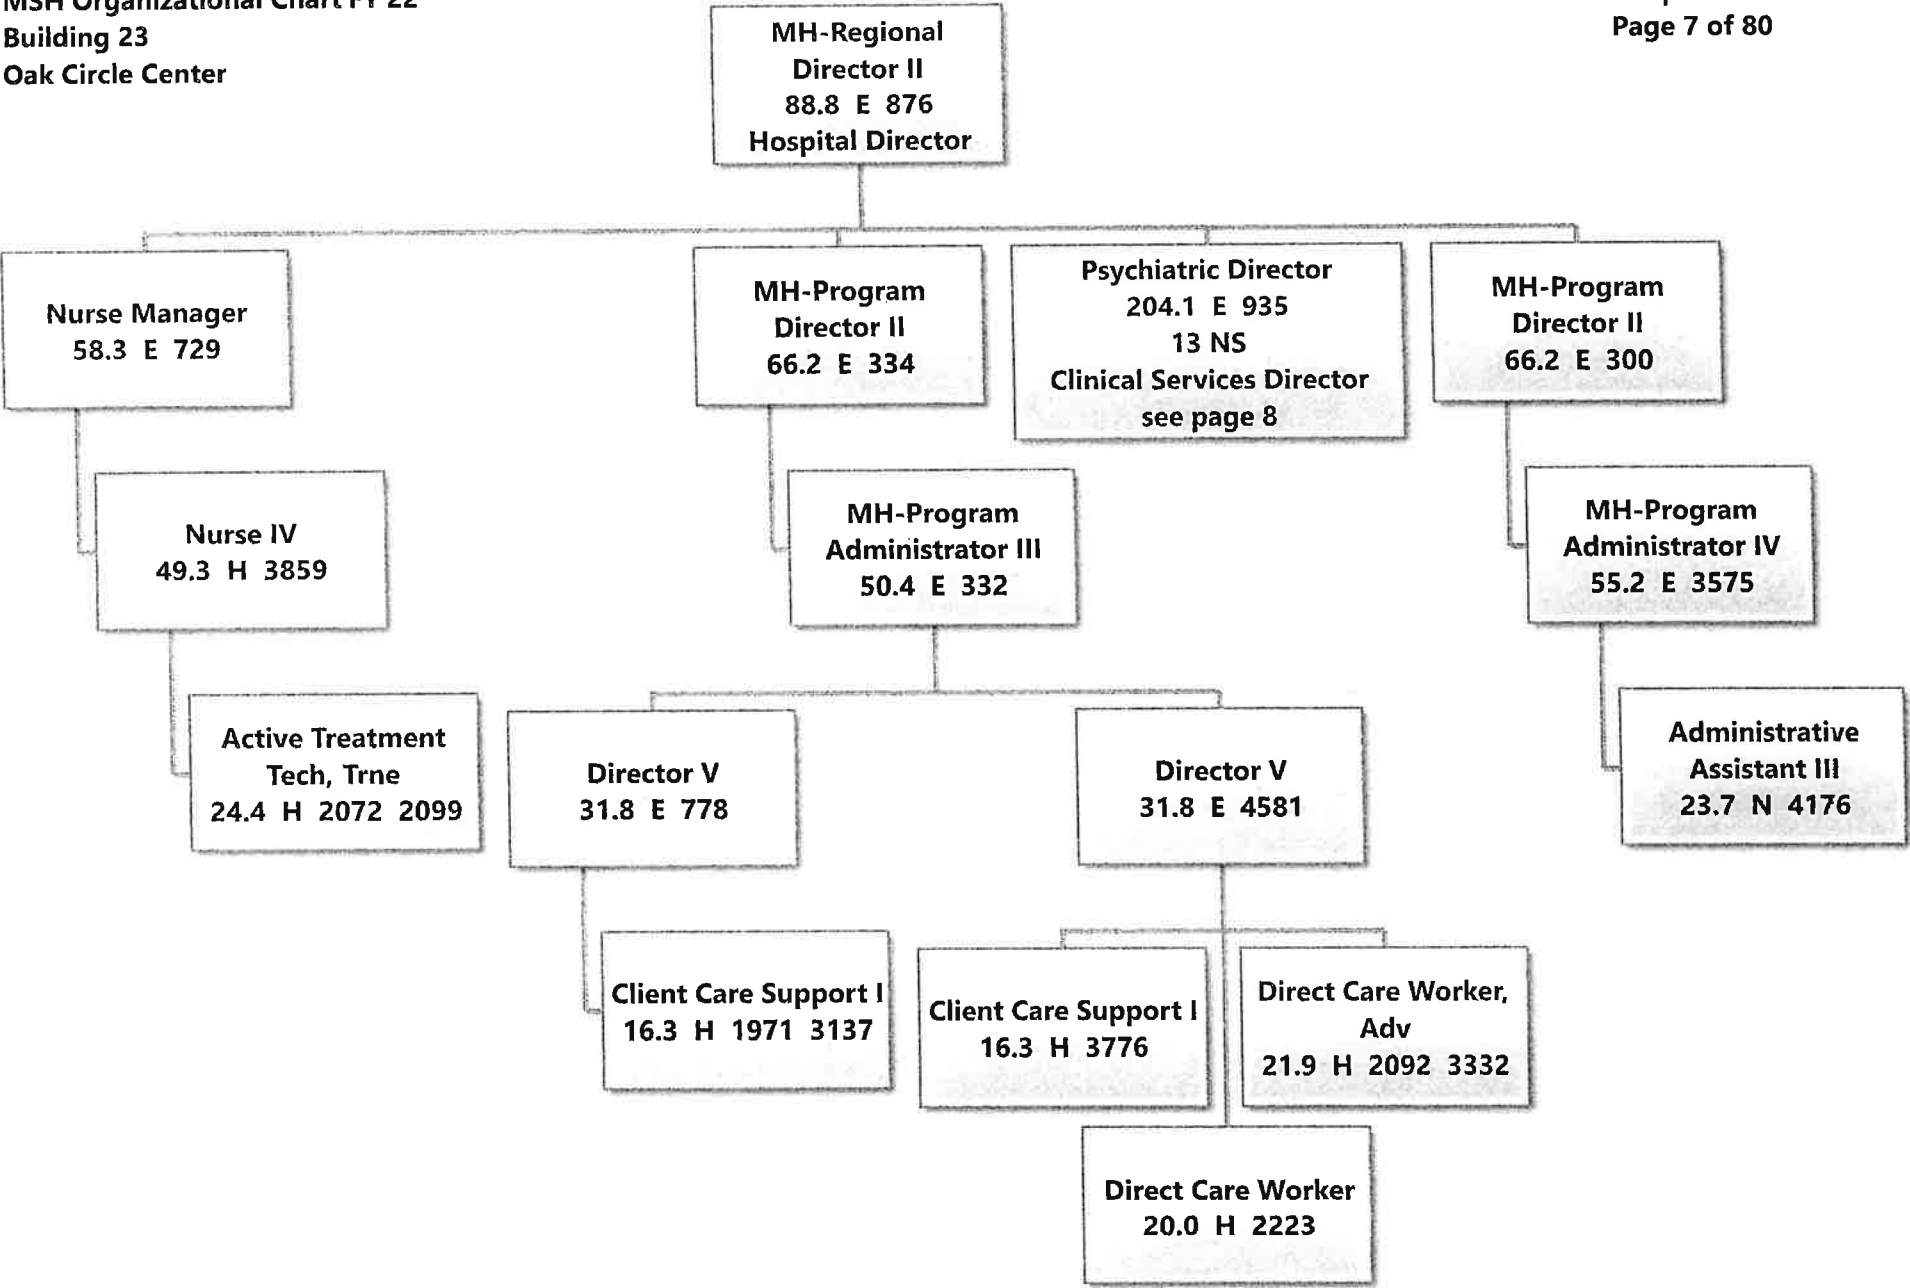 MSH Organizational Chart FY 22
Building 23
Oak Circle Center
Page 7 of 80
MH-Regional
Director II
88.8 E 876
Hospital Director
Nurse Manager
58.3 E 729
MH-Program
Director II
66.2 E 334
Psychiatric Director
204.1 E 935
13 NS
Clinical Services Director
see page 8
MH-Program
Director II
66.2 E 300
Nurse IV
49.3 H 3859
MH-Program
Administrator III
50.4 E 332
MH-Program
Administrator IV
55.2 E 3575
Active Treatment
Tech, Trne
24.4 H 2072 2099
Director V
31.8 E 778
Director V
31.8 E 4581
Administrative
Assistant III
23.7 N 4176
Client Care Support I
16.3 H 1971 3137
Client Care Support I
16.3 H 3776
Direct Care Worker,
Adv
21.9 H 2092 3332
Direct Care Worker
20.0 H 2223